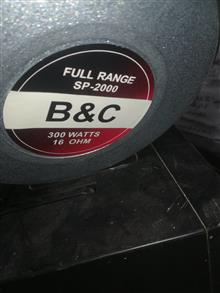 FULL RANGE
SP-2000
B&C
300 WATTS
16 OHM